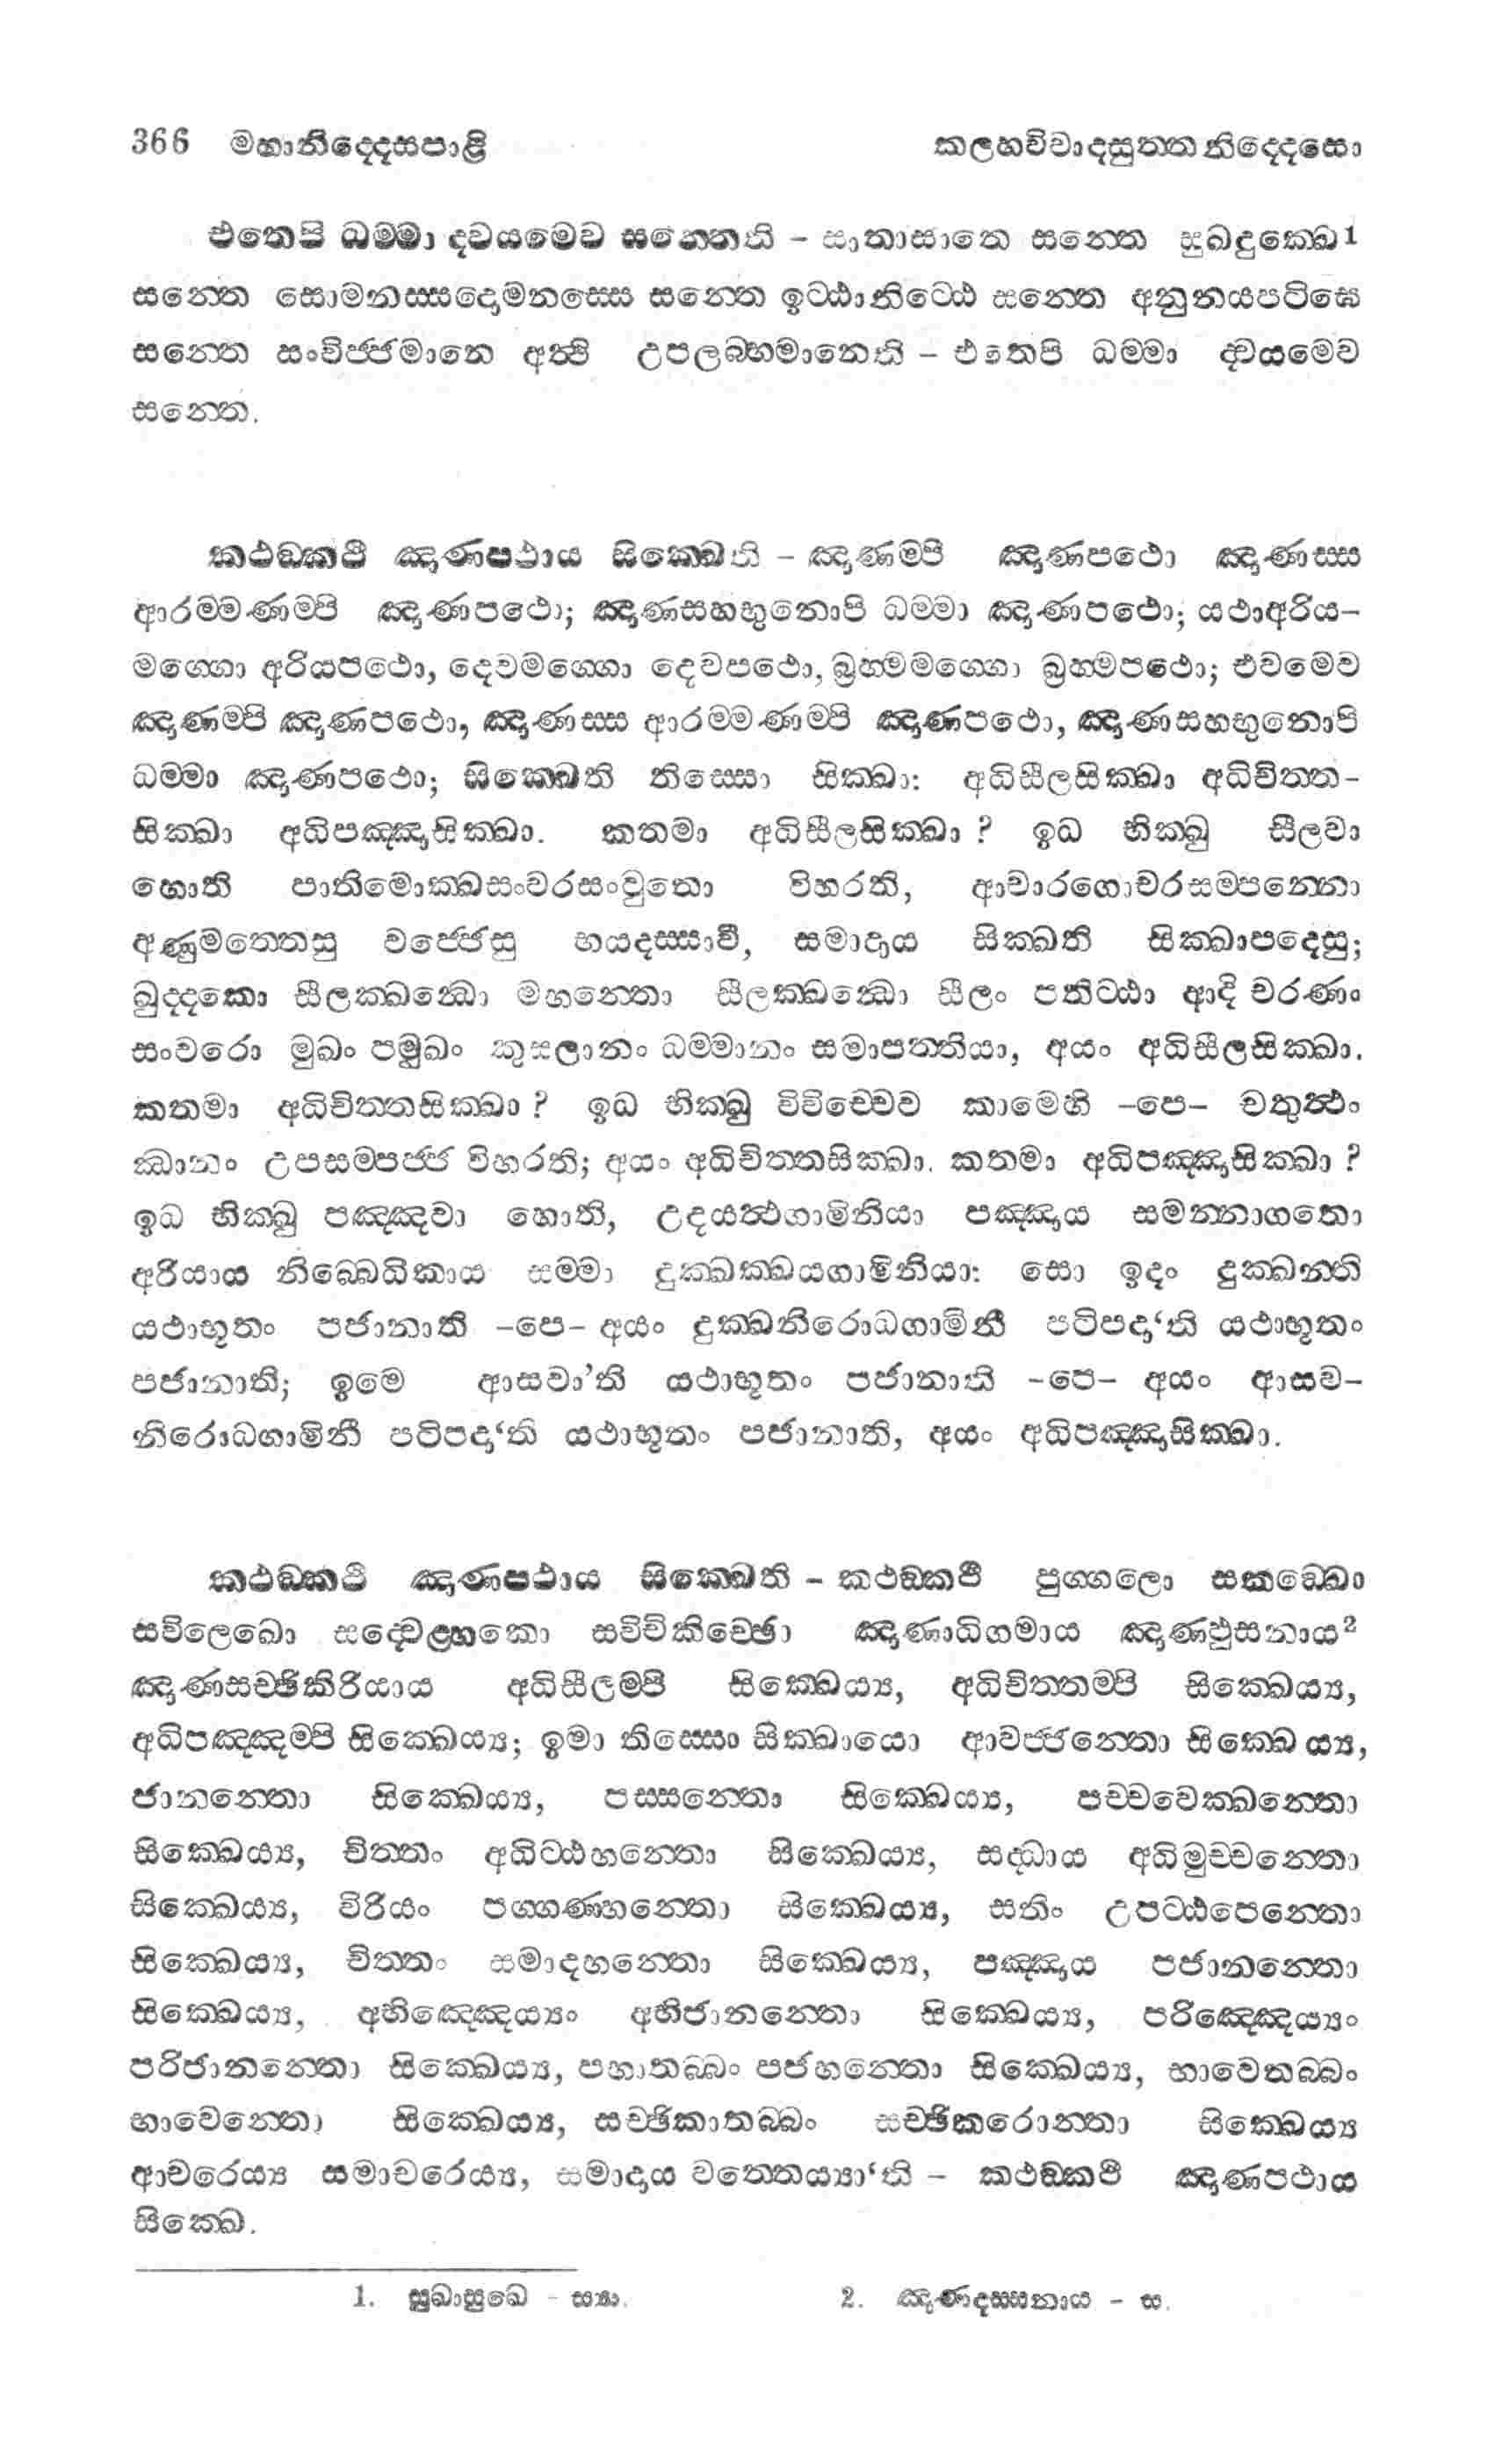 366 මහානිද්දෙසපාළි කලහවිවාදසුත්තනිද්දෙසො
එතෙපි ධම්මා ද්වයමෙව සන්තෙති – සාතාසාතෙ සන්තෙ සුඛදුක්ඛෙ1
සන්තෙ සොමනස්සදොමනස්සෙ සන්තෙ ඉට්ඨානිට්ඨෙ සන්තෙ අනුනයපටිඝෙ
සන්තෙ සංවිජ්ජමානෙ අත්ථි උපලබ්භමානෙති – එතෙපි ධම්මා ද්වයමෙව
සන්තෙ.
කථඞ්කථී ඤාණපථාය සික්ඛෙති – ඤාණම්පි ඤාණපථො ඤාණස්ස
ආරම්මණම්පි ඤාණපථො; ඤාණසහභුනොපි ධම්මා ඤාණපථො; යථාඅරිය–
මග්ගො අරියපථො, දෙවමග්ගො දෙවපථො, බ්‍රහ්මමග්ගො බ්‍රහ්මපථො; එවමෙව
ඤාණම්පි ඤාණපථො, ඤාණස්ස ආරම්මණම්පි ඤාණපථො, ඤාණසහභුනොපි
ධම්මා ඤාණපථො; සික්ඛෙති තිස්සො සික්ඛා: අධිසීලසික්ඛා අධිචිත්ත–
සික්ඛා අධිපඤ්ඤාසික්ඛා. කතමා අධිසීලසික්ඛා ? ඉධ භික්ඛු සීලවා
හොති පාතිමොක්ඛසංවරසංවුතො විහරති, ආචාරගොචරසම්පන්නො
අණුමත්තෙසු වජ්ජෙසු භයදස්සාවී, සමාදාය සික්ඛති සික්ඛාපදෙසු;
ඛුද්දකො සීලක්ඛන්ධො මහන්තො සීලක්ඛන්ධො සීලං පතිට්ඨා ආදි චරණං
සංවරො මුඛං පමුඛං කුසලානං ධම්මානං සමාපත්තියා, අයං අධිසීලසික්ඛා.
කතමා අධිචිත්තසික්ඛා ? ඉධ භික්ඛු විවිච්චෙව කාමෙහි –පෙ– චතුත්ථං
ඣානං උපසම්පජ්ජ විහරති; අයං අධිචිත්තසික්ඛා. කතමා අධිපඤ්ඤාසික්ඛා ?
ඉධ භික්ඛු පඤ්ඤවා හොති, උදයත්ථගාමිනියා පඤ්ඤාය සමන්නාගතො
අරියාය නිබ්බෙධිකාය සම්මා දුක්ඛක්ඛයගාමිනියා: සො ඉදං දුක්ඛන්ති
යථාභූතං පජානාති –පෙ– අයං දුක්ඛනිරොධගාමිනී පටිපදා‘ති යථාභූතං
පජානාති; ඉමෙ ආසවා’ති යථාභූතං පජානාති –පෙ– අයං ආසව–
නිරොධගාමිනී පටිපදා‘ති යථාභූතං පජානාති, අයං අධිපඤ්ඤාසික්ඛා.
කථඞ්කථී ඤාණපථාය සික්ඛෙති – කථඞ්කථී පුග්ගලො සකඞ්ඛො
සවිලෙඛො සද්වෙළ්හකො සවිචිකිච්ඡො ඤාණාධිගමාය ඤාණඵුසනාය2
ඤාණසච්ඡිකිරියාය අධිසීලම්පි සික්ඛෙය්‍ය, අධිචිත්තම්පි සික්ඛෙය්‍ය,
අධිපඤ්ඤම්පි සික්ඛෙය්‍ය; ඉමා තිස්සො සික්ඛායො ආවජ්ජන්තො සික්ඛෙය්‍ය,
ජානන්තො සික්ඛෙය්‍ය, පස්සන්තො සික්ඛෙය්‍ය, පච්චවෙක්ඛන්තො
සික්ඛෙය්‍ය, චිත්තං අධිට්ඨහන්තො සික්ඛෙය්‍ය, සද්ධාය අධිමුච්චන්තො
සික්ඛෙය්‍ය, විරියං පග්ගණ්හන්තො සික්ඛෙය්‍ය, සතිං උපට්ඨපෙන්තො
සික්ඛෙය්‍ය, චිත්තං සමාදහන්තො සික්ඛෙය්‍ය, පඤ්ඤාය පජානන්තො
සික්ඛෙය්‍ය, අභිඤ්ඤෙය්‍යං අභිජානන්තො සික්ඛෙය්‍ය, පරිඤ්ඤෙය්‍යං
පරිජානන්තො සික්ඛෙය්‍ය, පහාතබ්බං පජහන්තො සික්ඛෙය්‍ය, භාවෙතබ්බං
භාවෙන්තො සික්ඛෙය්‍ය, සච්ඡිකාතබ්බං සච්ඡිකරොන්තා සික්ඛෙය්‍ය
ආචරෙය්‍ය සමාචරෙය්‍ය, සමාදාය වත්තෙය්‍යා‘ති – කථඞ්කථී ඤාණපථාය
සික්ඛෙ.
1. සුඛාසුඛෙ – ස්‍යා. 2. ඤාණදස්සනාය – ස.